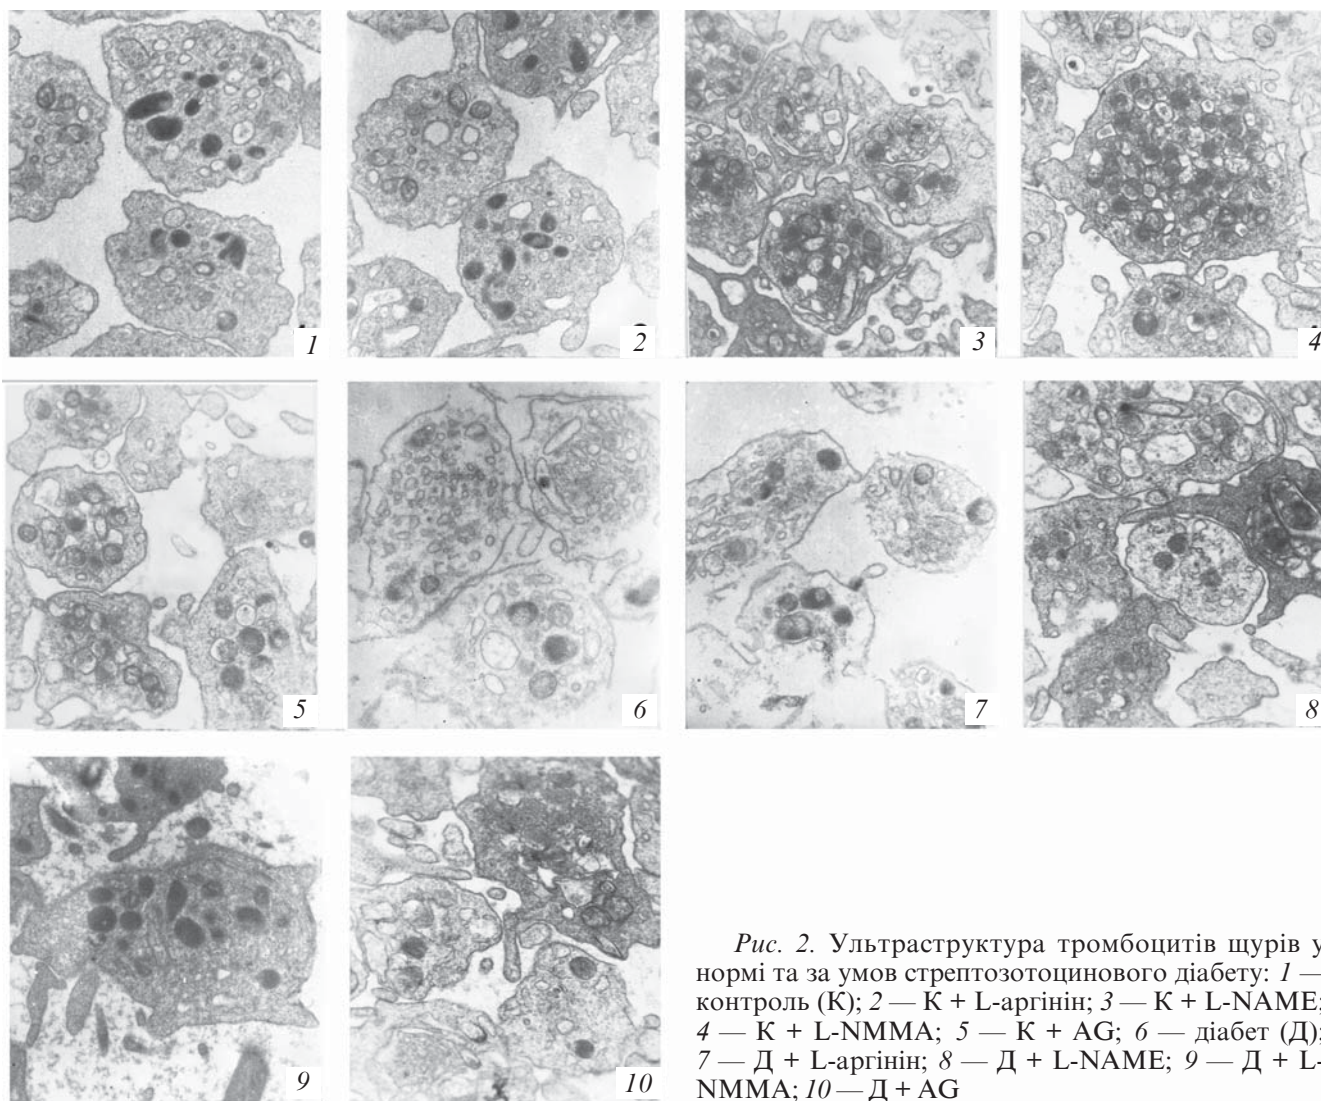 1
2
3
4
5
6
7
8
9
10
Рис. 2. Ультраструктура тромбоцитів щурів у
нормі та за умов стрептозотоцинового діабету: 1 —
контроль (К); 2 — К + L-аргінін; 3 — К + L-NAME;
4 — К + L-NMMA; 5 — К + AG; 6 — діабет (Д);
7 — Д + L-аргінін; 8 — Д + L-NAME; 9 — Д + L-
NMMA; 10 — Д + AG